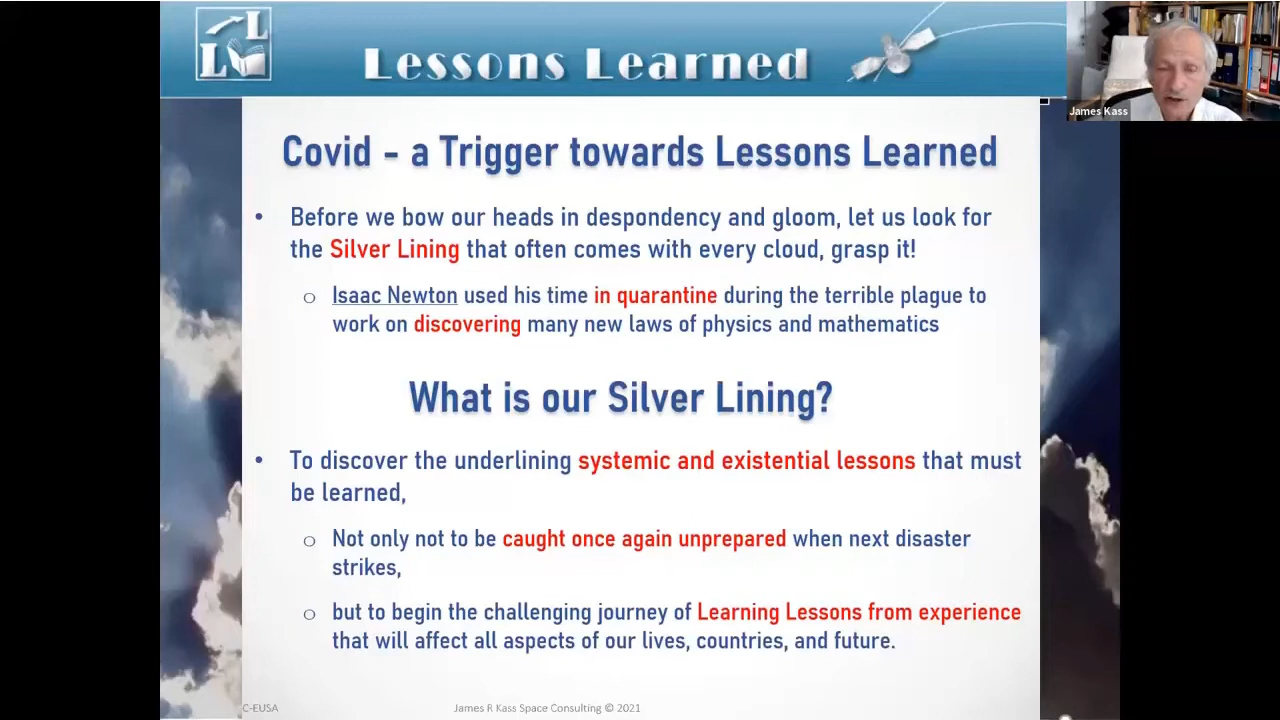 L L
Lessons Learned
James Kass
Covid - a Trigger towards Lessons Learned
• Before we bow our heads in despondency and gloom, let us look for
the Silver Lining that often comes with every cloud, grasp it!
o Isaac Newton used his time in quarantine during the terrible plague to
work on discovering many new laws of physics and mathematics
What is our Silver Lining?
• To discover the underlining systemic and existential lessons that must
be learned,
o Not only not to be caught once again unprepared when next disaster
strikes,
o but to begin the challenging journey of Learning Lessons from experience
that will affect all aspects of our lives, countries, and future.
C-EUSA James R Kass Space Consulting © 2021